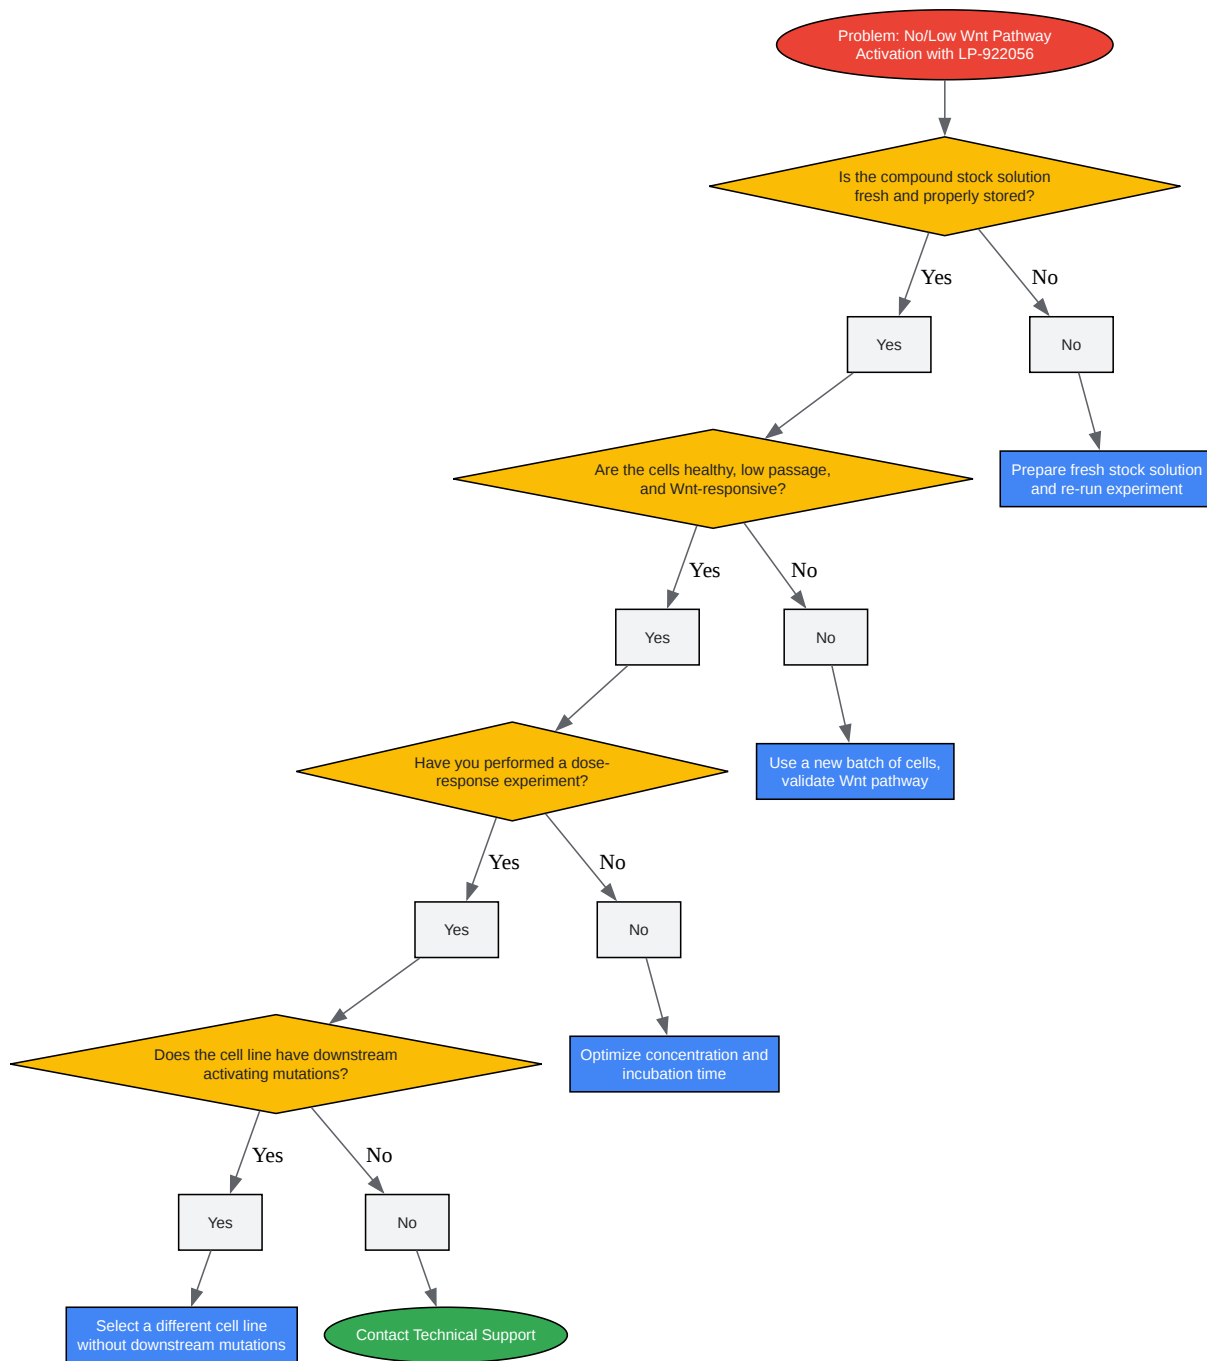 Problem: No/Low Wnt Pathway
Activation with LP-922056
Is the compound stock solution
fresh and properly stored?
Yes
No
Yes
No
Are the cells healthy, low passage,
and Wnt-responsive?
Prepare fresh stock solution
and re-run experiment
Yes
No
Yes
No
Have you performed a dose-
response experiment?
Use a new batch of cells,
validate Wnt pathway
Yes
No
Yes
No
Does the cell line have downstream
activating mutations?
Optimize concentration and
incubation time
Yes
No
Yes
No
Select a different cell line
without downstream mutations
Contact Technical Support